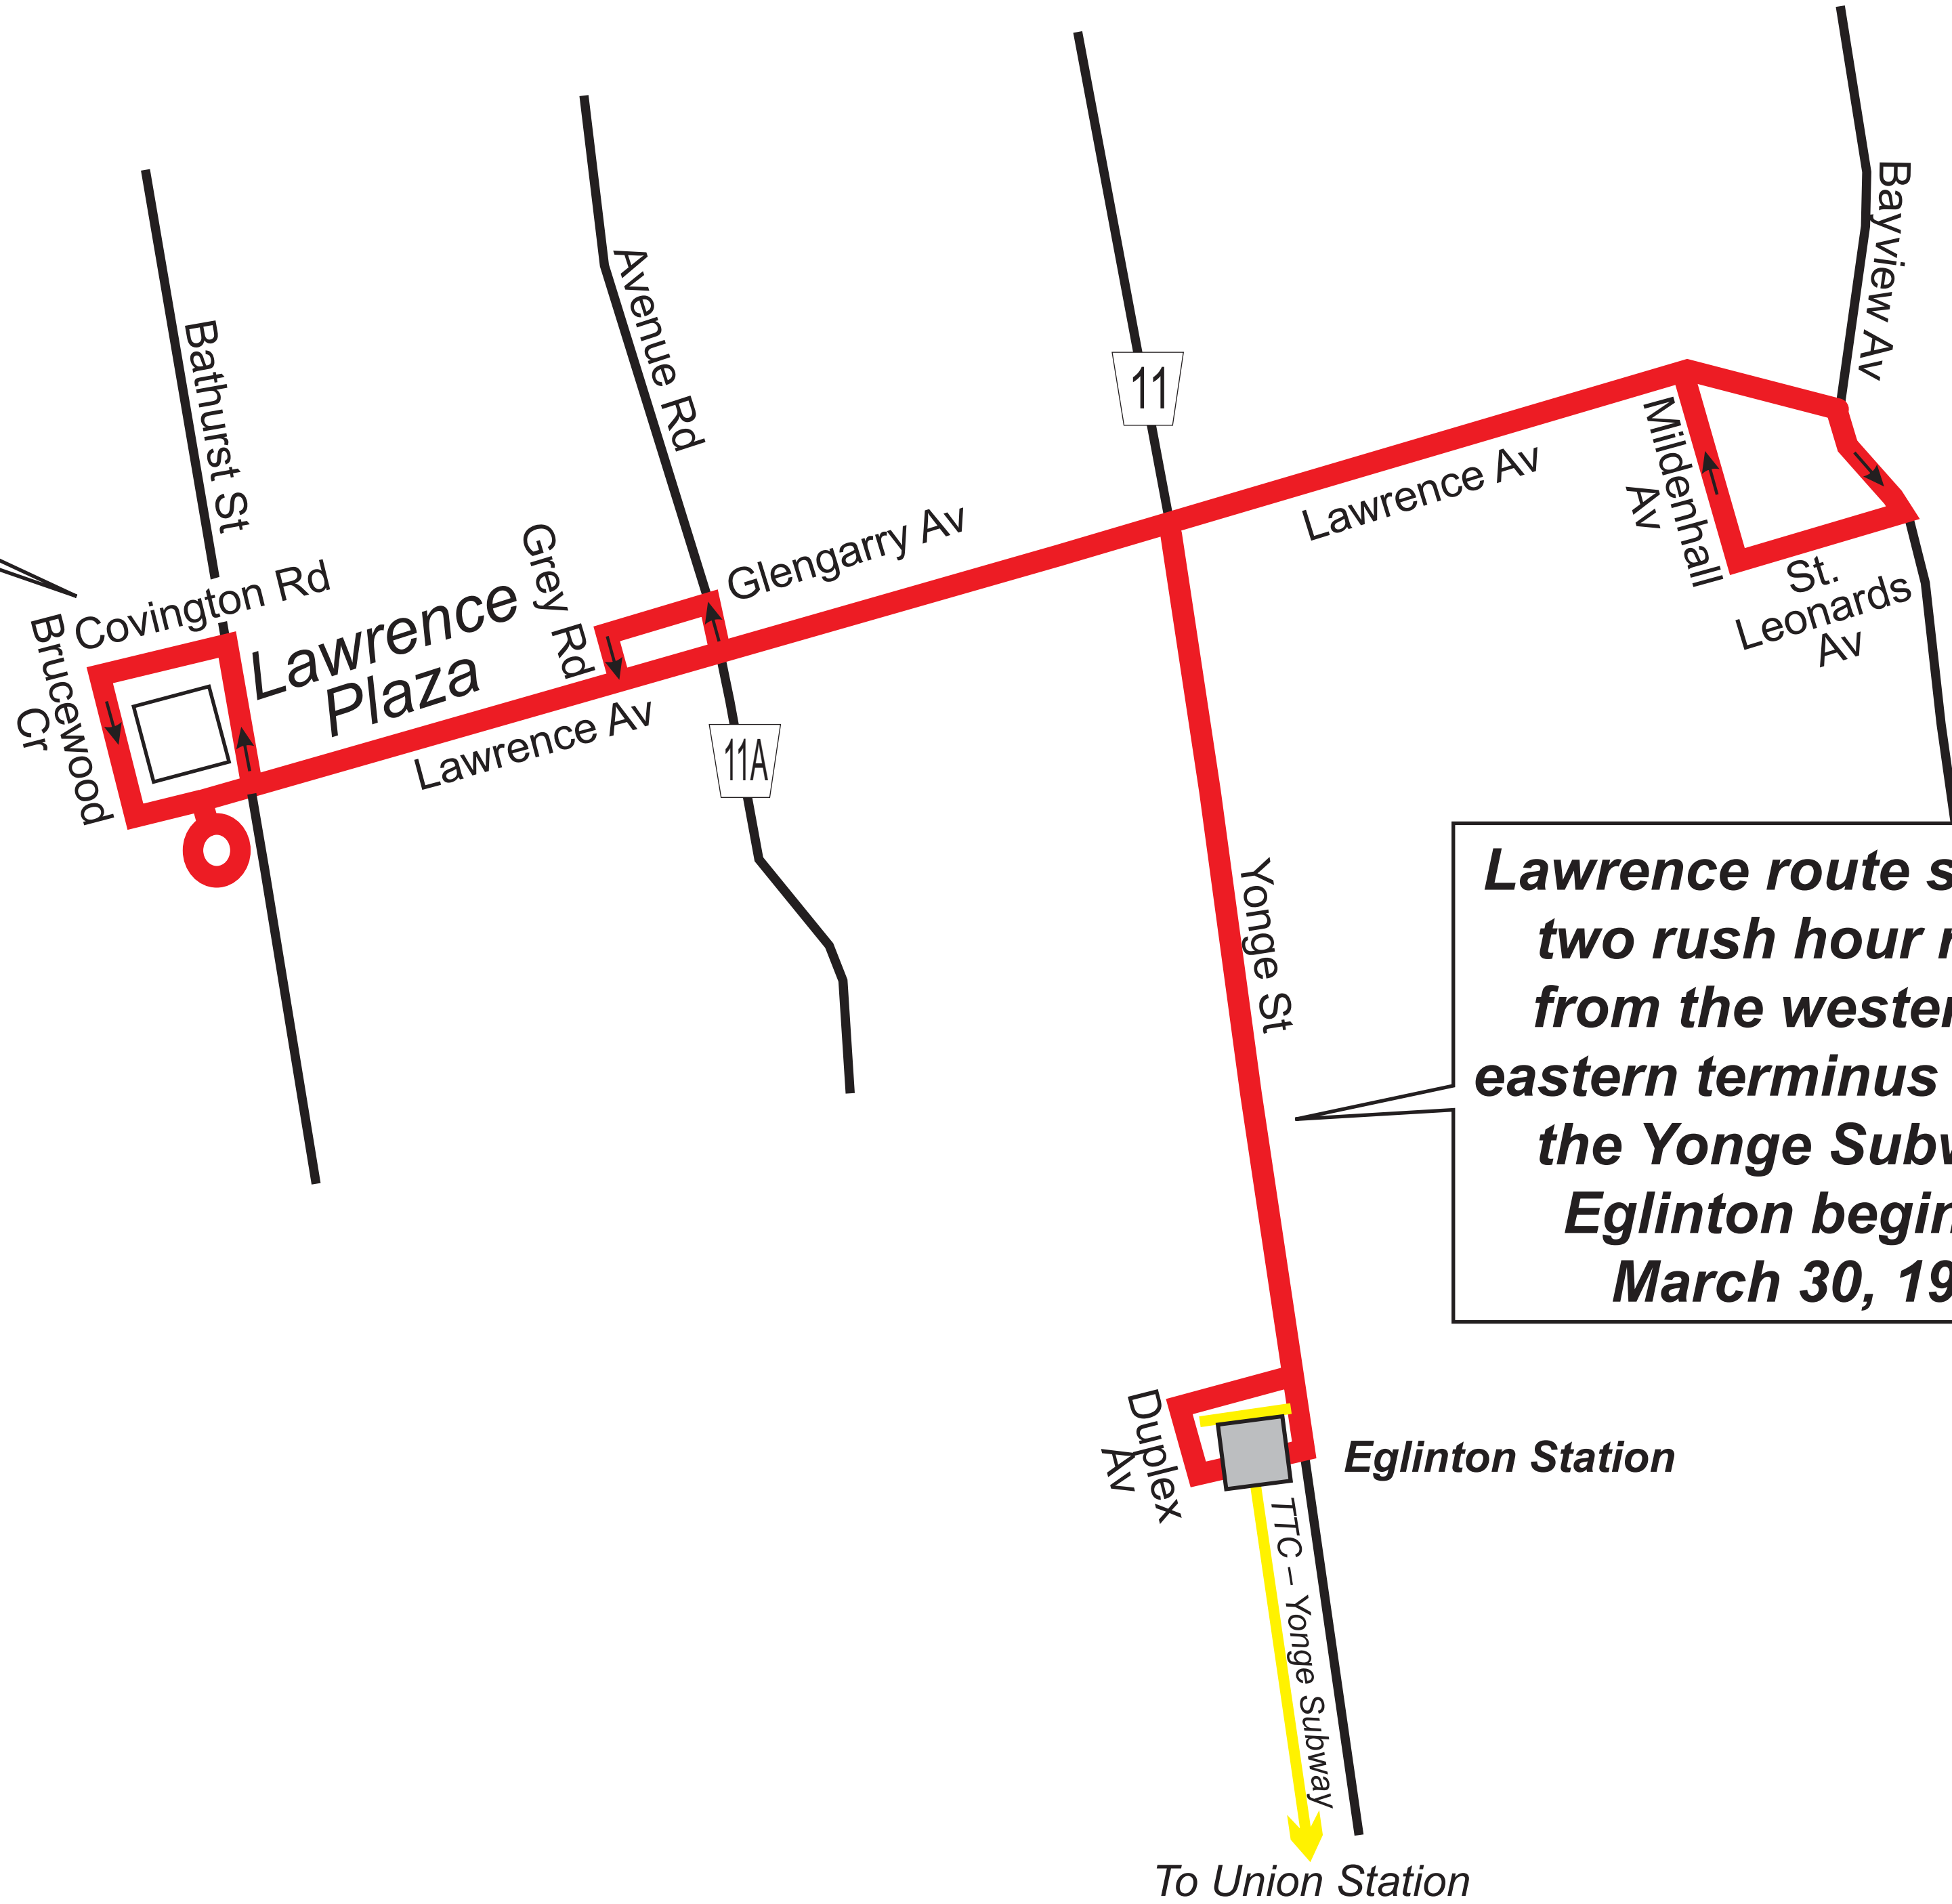 Bayview Av
Avenue Rd
Bathurst St
11
Mildenhall
Av
Lawrence Av
Glengarry Av
Grey Rd
Covington Rd
Lawrence
Plaza
St.
Leonards
Av
Brucewood
Cr
Lawrence Av
11A
Yonge St
Lawrence route s
two rush hour
from the wester
eastern terminus
the Yonge Subw
Eglinton begin
March 30, 19
Duplex
Av
Eglinton Station
TTC – Yonge Subway
To Union Station